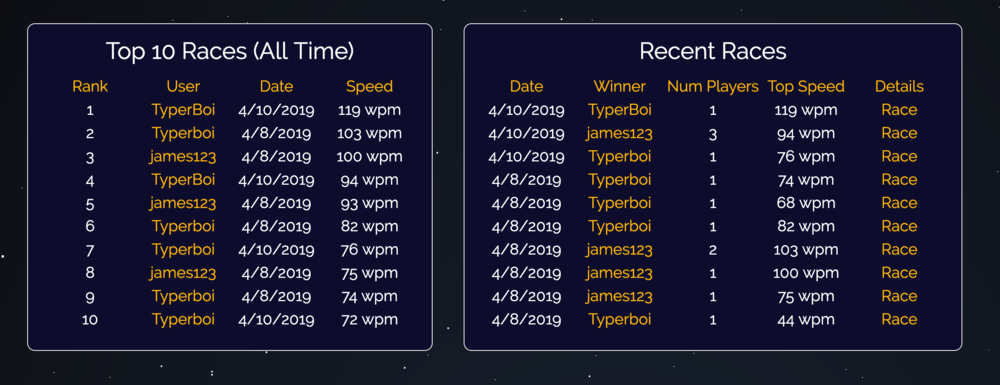 Top 10 Races (All Time)
Rank User Date Speed
1 TyperBoi 4/10/2019 119 wpm
2 Typerboi 4/8/2019 103 wpm
3 james123 4/8/2019 100 wpm
4 TyperBoi 4/10/2019 94 wpm
5 james123 4/8/2019 93 wpm
6 Typerboi 4/8/2019 82 wpm
7 Typerboi 4/10/2019 76 wpm
8 james123 4/8/2019 75 wpm
9 Typerboi 4/8/2019 74 wpm
10 Typerboi 4/10/2019 72 wpm
Recent Races
Date Winner Num Players Top Speed Details
4/10/2019 TyperBoi 1 119 wpm Race
4/10/2019 james123 3 94 wpm Race
4/10/2019 Typerboi 1 76 wpm Race
4/8/2019 Typerboi 1 74 wpm Race
4/8/2019 Typerboi 1 68 wpm Race
4/8/2019 Typerboi 1 82 wpm Race
4/8/2019 james123 2 103 wpm Race
4/8/2019 james123 1 100 wpm Race
4/8/2019 james123 1 75 wpm Race
4/8/2019 Typerboi 1 44 wpm Race